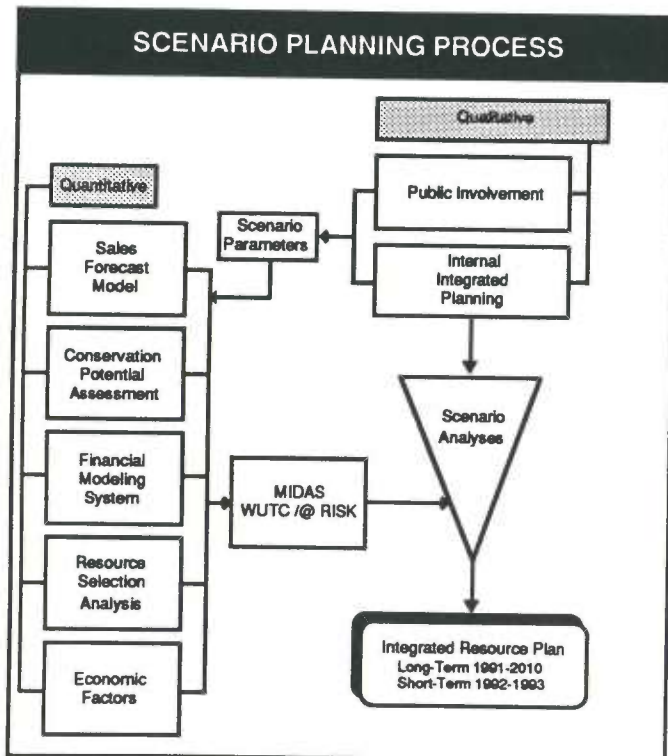 SCENARIO PLANNING PROCESS
Qualitative
Public Involvement
Internal
Integrated
Planning
Quantitative
Scenario
Parameters
Sales
Forecast
Model
Conservation
Potential
Assessment
Financial
Modeling
System
Resource
Selection
Analysis
Economic
Factors
MIDAS
WUTC /@ RISK
Scenario
Analyses
Integrated Resource Plan
Long-Term 1991-2010
Short-Term 1992-1993